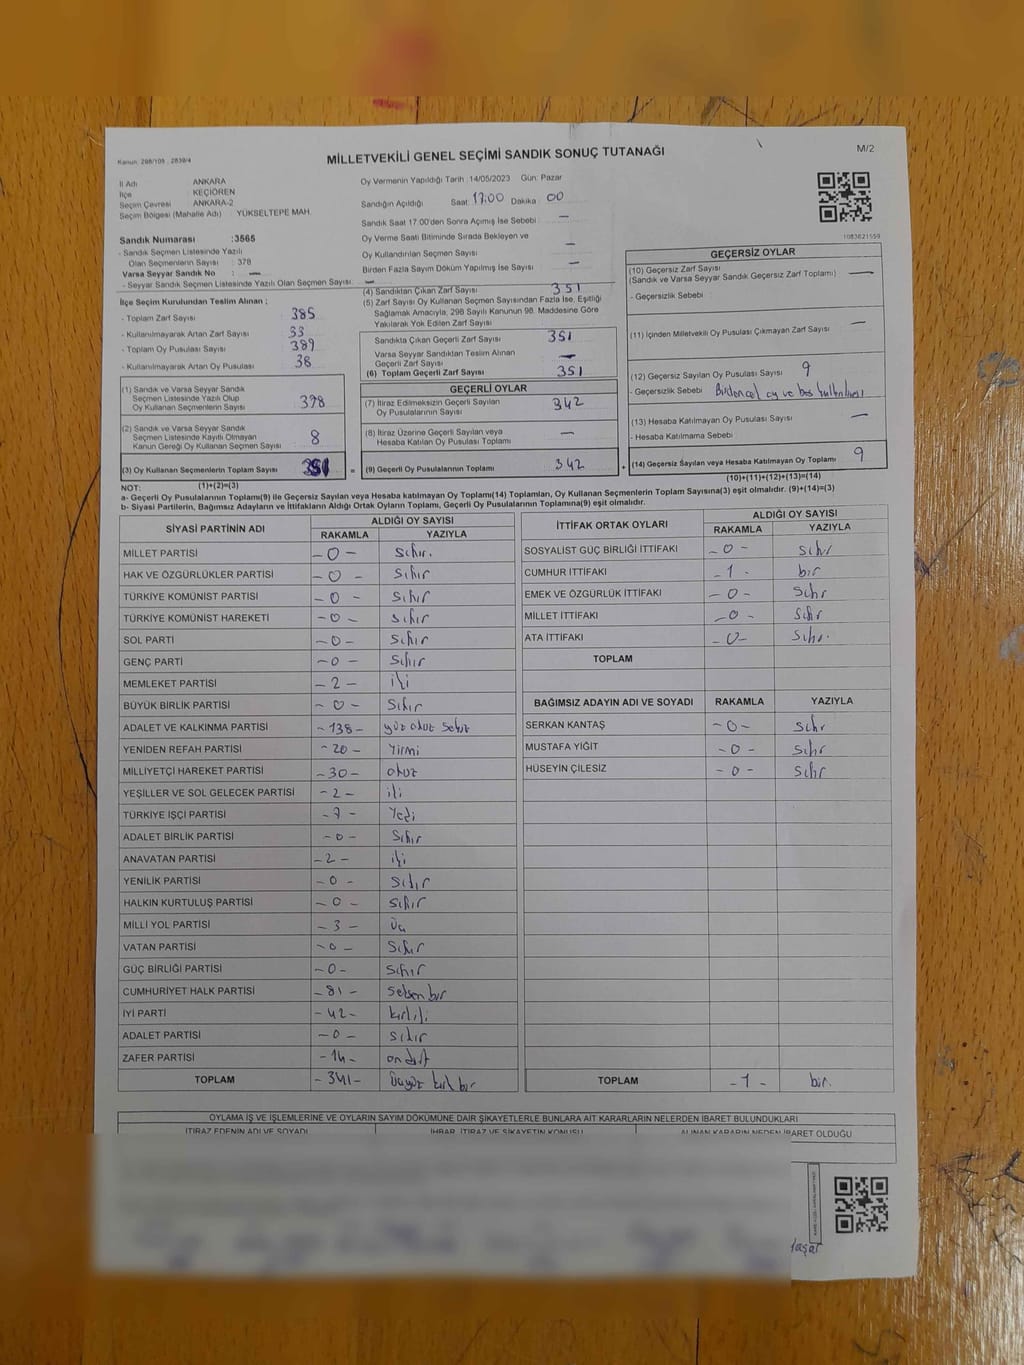 Kanun: 298/105 : 2839/4
MİLLETVEKİLİ GENEL SEÇİMİ SANDIK SONUÇ TUTANAĞI
M/2
İl Adı : ANKARA
İlçe : KEÇİÖREN
Seçim Çevresi : ANKARA-2
Seçim Bölgesi (Mahalle Adı) : YÜKSELTEPE MAH.
Sandık Numarası :3565
- Sandık Seçmen Listesinde Yazılı
Olan Seçmenlerin Sayısı : 378
Varsa Seyyar Sandık No : —
- Seyyar Sandık Seçmen Listesinde Yazılı Olan Seçmen Sayısı: —
Oy Vermenin Yapıldığı Tarih :14/05/2023 Gün: Pazar
Sandığın Açıldığı Saat: 17:00 Dakika: 00
Sandık Saat 17:00'den Sonra Açımış İse Sebebi : —
Oy Verme Saati Bitiminde Sırada Bekleyen ve
Oy Kullandırılan Seçmen Sayısı : —
Birden Fazla Sayım Döküm Yapılmış İse Sayısı : —
1083621559
İlçe Seçim Kurulundan Teslim Alınan ;
- Toplam Zarf Sayısı : 385
- Kullanılmayarak Artan Zarf Sayısı : 33
- Toplam Oy Pusulası Sayısı : 389
- Kullanılmayarak Artan Oy Pusulası : 38
(1) Sandık ve Varsa Seyyar Sandık
Seçmen Listesinde Yazılı Olup
Oy Kullanan Seçmenlerin Sayısı : 378
(2) Sandık ve Varsa Seyyar Sandık
Seçmen Listesinde Kayıtlı Olmayan
Kanun Gereği Oy Kullanan Seçmen Sayısı : 8
(3) Oy Kullanan Seçmenlerin Toplam Sayısı : 351 =
(4) Sandıktan Çıkan Zarf Sayısı : 351
(5) Zarf Sayısı Oy Kullanan Seçmen Sayısından Fazla İse, Eşitliği
Sağlamak Amacıyla, 298 Sayılı Kanunun 98. Maddesine Göre
Yakılarak Yok Edilen Zarf Sayısı :
Sandıkta Çıkan Geçerli Zarf Sayısı : 351
Varsa Seyyar Sandıktan Teslim Alınan
Geçerli Zarf Sayısı : —
(6) Toplam Geçerli Zarf Sayısı : 351
GEÇERLİ OYLAR
(7) İtiraz Edilmeksizin Geçerli Sayılan
Oy Pusulalarının Sayısı : 342
(8) İtiraz Üzerine Geçerli Sayılan veya
Hesaba Katılan Oy Pusulası Toplamı : —
(9) Geçerli Oy Pusulalarının Toplamı : 342 +
GEÇERSİZ OYLAR
(10) Geçersiz Zarf Sayısı
(Sandık ve Varsa Seyyar Sandık Geçersiz Zarf Toplamı) : —
- Geçersizlik Sebebi :
(11) İçinden Milletvekili Oy Pusulası Çıkmayan Zarf Sayısı : —
(12) Geçersiz Sayılan Oy Pusulası Sayısı : 9
- Geçersizlik Sebebi : oy ve boş
(13) Hesaba Katılmayan Oy Pusulası Sayısı : —
- Hesaba Katılmama Sebebi :
(14) Geçersiz Sayılan veya Hesaba Katılmayan Oy Toplamı : 9
NOT: (1)+(2)=(3) (10)+(11)+(12)+(13)=(14)
a- Geçerli Oy Pusulalarının Toplamı(9) ile Geçersiz Sayılan veya Hesaba katılmayan Oy Toplamı(14) Toplamları, Oy Kullanan Seçmenlerin Toplam Sayısına(3) eşit olmalıdır. (9)+(14)=(3)
b- Siyasi Partilerin, Bağımsız Adayların ve İttifakların Aldığı Ortak Oyların Toplamı, Geçerli Oy Pusulalarının Toplamına(9) eşit olmalıdır.
SİYASİ PARTİNİN ADI ALDIĞI OY SAYISI
RAKAMLA YAZIYLA
MİLLET PARTİSİ -0- sıfır.
HAK VE ÖZGÜRLÜKLER PARTİSİ -0- sıfır
TÜRKİYE KOMÜNİST PARTİSİ -0- sıfır
TÜRKİYE KOMÜNİST HAREKETİ -0- sıfır
SOL PARTİ -0- sıfır
GENÇ PARTİ -0- sıfır
MEMLEKET PARTİSİ -2- iki
BÜYÜK BİRLİK PARTİSİ -0- sıfır
ADALET VE KALKINMA PARTİSİ -138- yüz otuz sekiz
YENİDEN REFAH PARTİSİ -20- Yirmi
MİLLİYETÇİ HAREKET PARTİSİ -30- otuz
YEŞİLLER VE SOL GELECEK PARTİSİ -2- iki
TÜRKİYE İŞÇİ PARTİSİ -7- Yedi
ADALET BİRLİK PARTİSİ -0- sıfır
ANAVATAN PARTİSİ -2- iki
YENİLİK PARTİSİ -0- sıfır
HALKIN KURTULUŞ PARTİSİ -0- sıfır
MİLLİ YOL PARTİSİ -3- üç
VATAN PARTİSİ -0- sıfır
GÜÇ BİRLİĞİ PARTİSİ -0- sıfır
CUMHURİYET HALK PARTİSİ -81- seksen bir
İYİ PARTİ -42- kırk iki
ADALET PARTİSİ -0- sıfır
ZAFER PARTİSİ -14- on dört
TOPLAM -341- üçyüz kırk bir
İTTİFAK ORTAK OYLARI ALDIĞI OY SAYISI
RAKAMLA YAZIYLA
SOSYALİST GÜÇ BİRLİĞİ İTTİFAKI -0- sıfır
CUMHUR İTTİFAKI -1- bir
EMEK VE ÖZGÜRLÜK İTTİFAKI -0- sıfır
MİLLET İTTİFAKI -0- sıfır
ATA İTTİFAKI -0- sıfır.
TOPLAM
BAĞIMSIZ ADAYIN ADI VE SOYADI RAKAMLA YAZIYLA
SERKAN KANTAŞ -0- sıfır
MUSTAFA YİĞİT -0- sıfır
HÜSEYİN ÇİLESİZ -0- sıfır
TOPLAM -1- bir.
OYLAMA İŞ VE İŞLEMLERİNE VE OYLARIN SAYIM DÖKÜMÜNE DAİR ŞİKAYETLERLE BUNLARA AİT KARARLARIN NELERDEN İBARET BULUNDUKLARI
İTİRAZ EDENİN ADI VE SOYADI İHBAR, İTİRAZ VE ŞİKAYETİN KONUSU ALINAN KARARIN NEDEN İBARET OLDUĞU